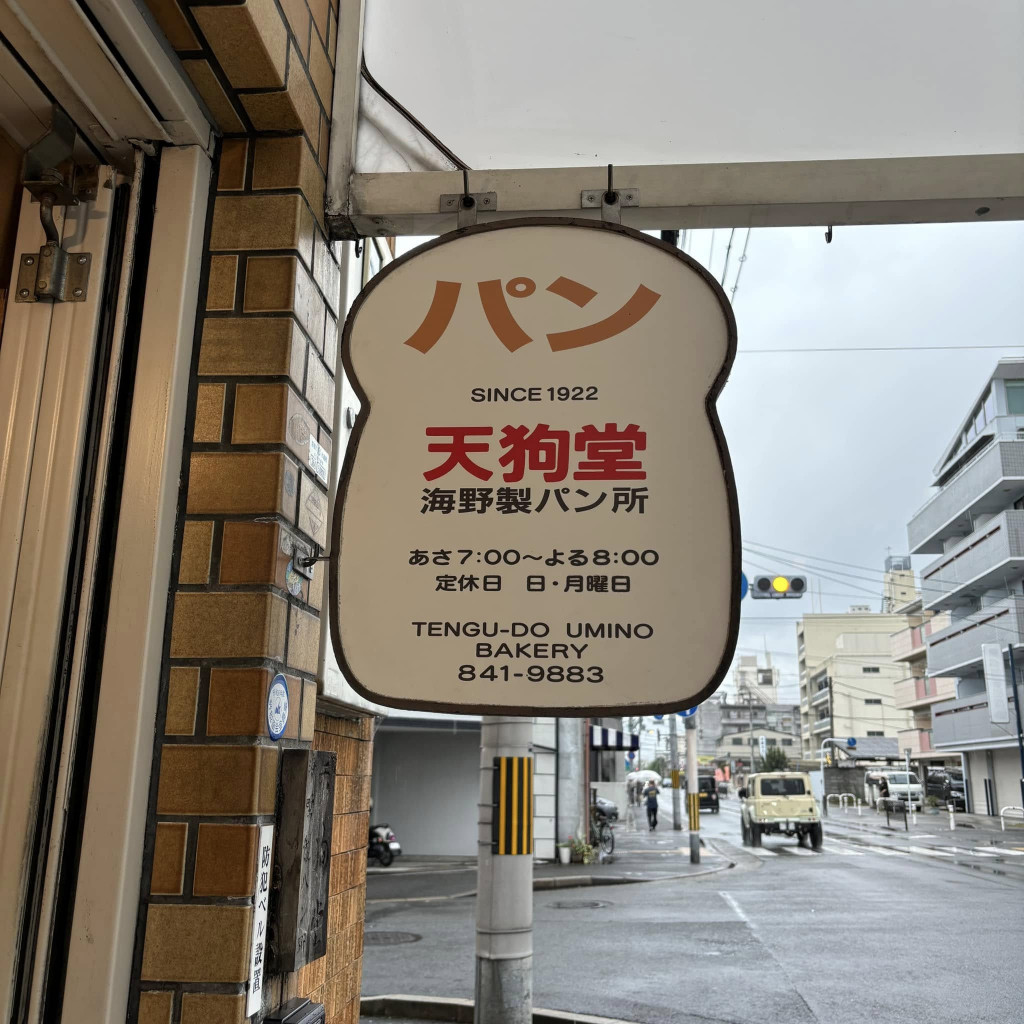 パン
SINCE 1922
天狗堂
海野製パン所
あさ7:00～よる8:00
定休日 日・月曜日
TENGU-DO UMINO
BAKERY
841-9883
防犯ベル設置